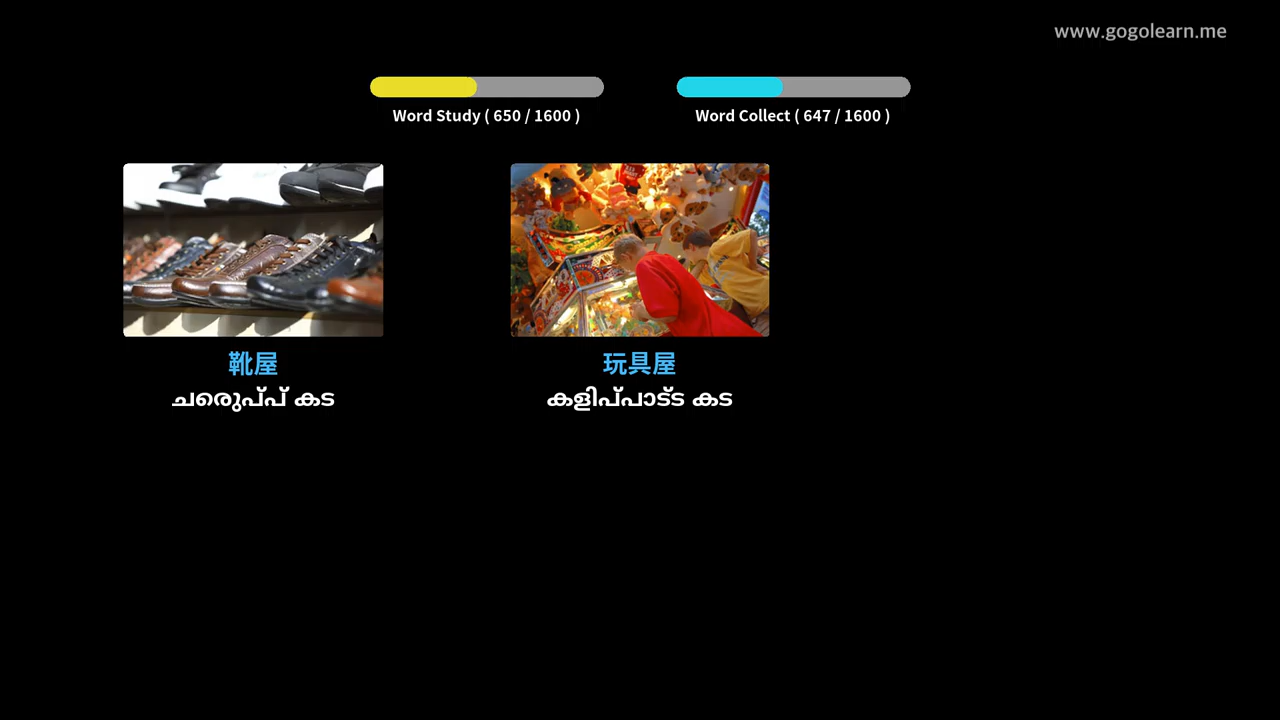 www.gogolearn.me
Word Study ( 650 / 1600 )
Word Collect ( 647 / 1600 )
靴屋
ചെരുപ്പ് കട
玩具屋
കളിപ്പാട്ട കട